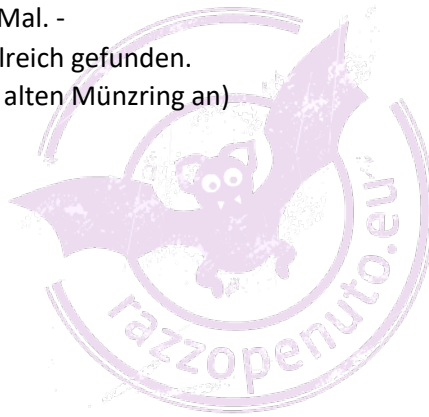 Mal. -
lreich gefunden.
alten Münzring an)
razzopenuto.eu